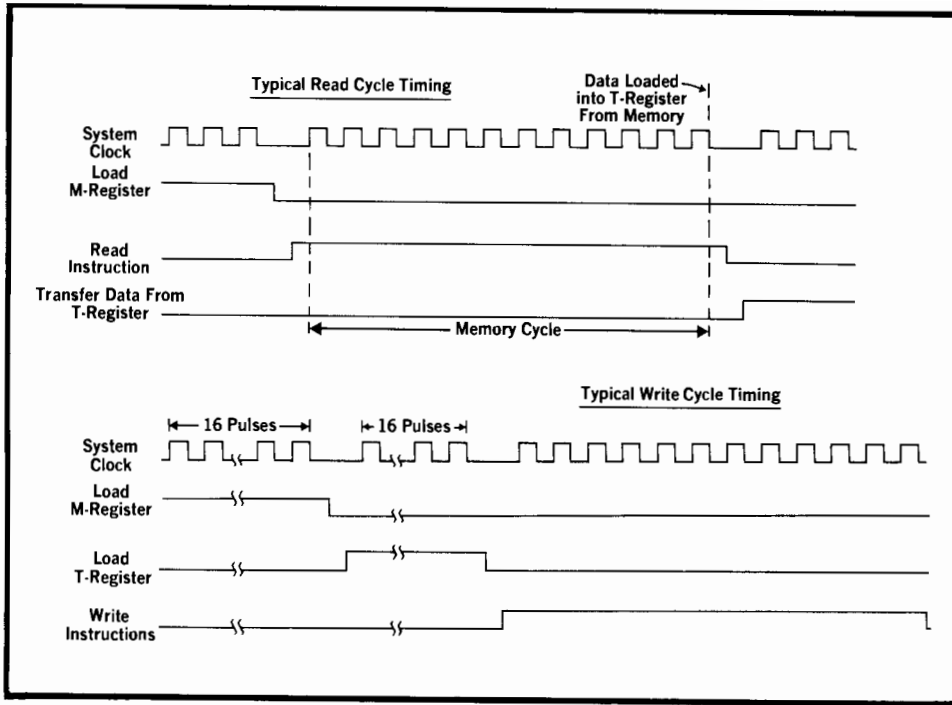 Typical Read Cycle Timing
Data Loaded
into T-Register
From Memory
System
Clock
Load
M-Register
Read
Instruction
Transfer Data From
T-Register
Memory Cycle
Typical Write Cycle Timing
16 Pulses
16 Pulses
System
Clock
Load
M-Register
Load
T-Register
Write
Instructions